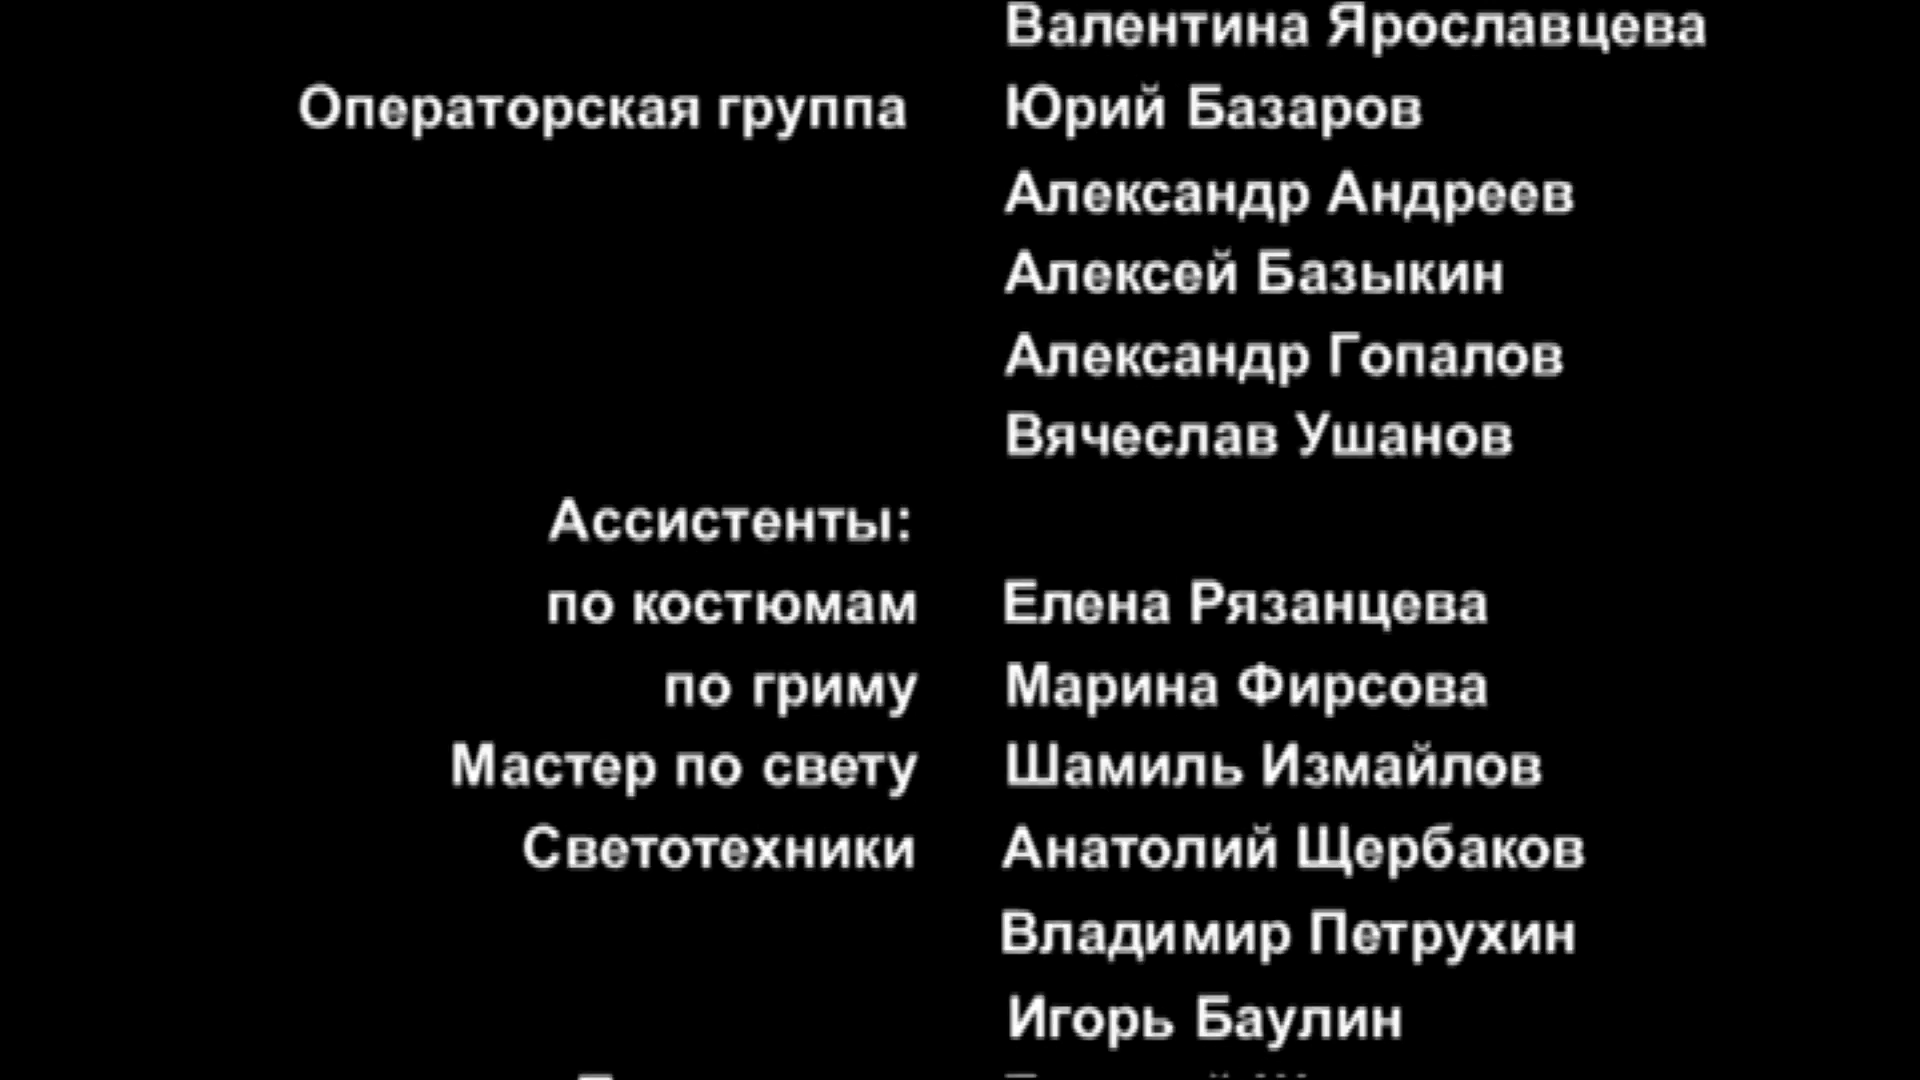 Валентина Ярославцева
Операторская группа Юрий Базаров
Александр Андреев
Алексей Базыкин
Александр Гопалов
Вячеслав Ушанов
Ассистенты:
по костюмам Елена Рязанцева
по гриму Марина Фирсова
Мастер по свету Шамиль Измайлов
Светотехники Анатолий Щербаков
Владимир Петрухин
Игорь Баулин